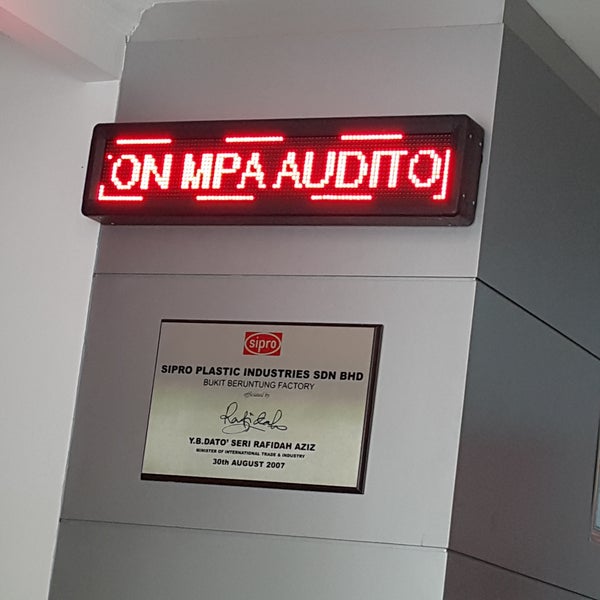 ON MPA AUDITO
sipro
SIPRO PLASTIC INDUSTRIES SDN BHD
BUKIT BERUNTUNG FACTORY
officiated by
Rafidah
Y.B.DATO' SERI RAFIDAH AZIZ
MINISTER OF INTERNATIONAL TRADE & INDUSTRY
30th AUGUST 2007